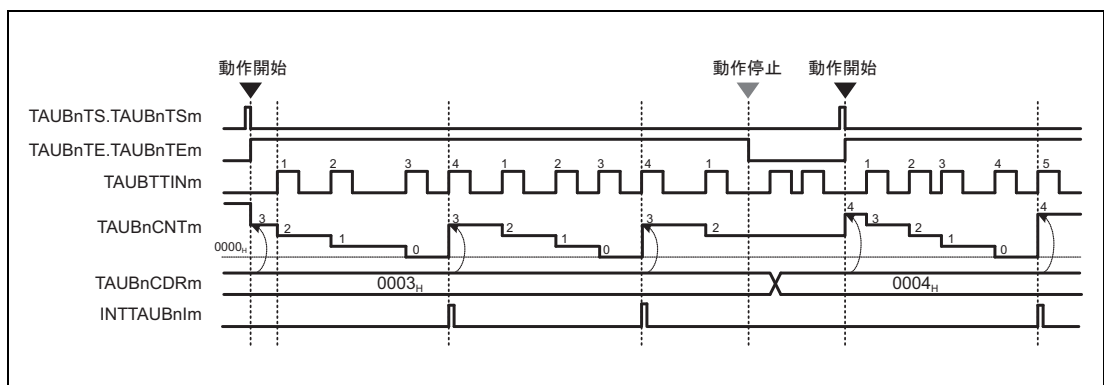 動作開始 動作停止 動作開始
TAUBnTS.TAUBnTSm
TAUBnTE.TAUBnTEm
1 2 3 4 1 2 3 4 1 1 2 3 4 5
TAUBTTINm
TAUBnCNTm
3 2 1 0 3 2 1 0 3 2 4 3 2 1 0 4
0000H
TAUBnCDRm
0003H 0004H
INTTAUBnIm